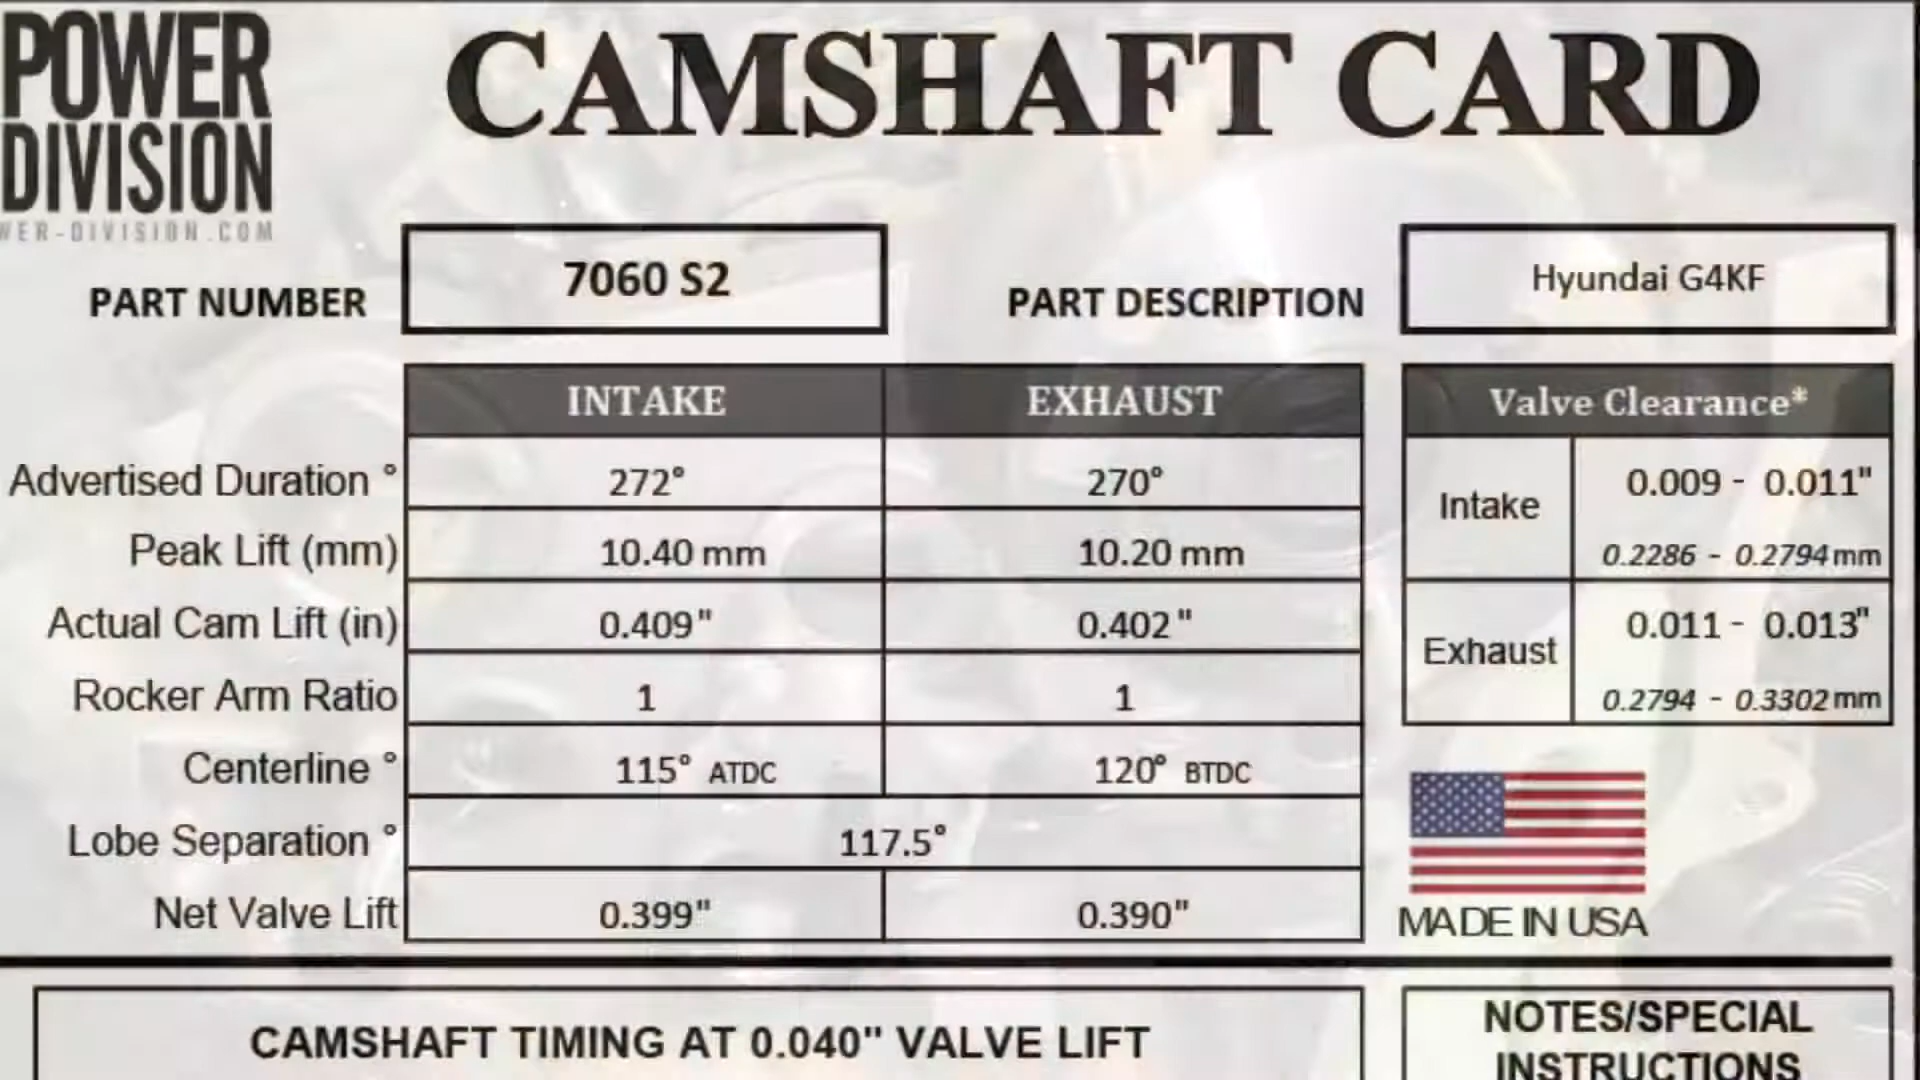 POWER
DIVISION
WER-DIVISION.COM
CAMSHAFT CARD
PART NUMBER 7060 S2 PART DESCRIPTION Hyundai G4KF
INTAKE EXHAUST
Advertised Duration ° 272° 270°
Peak Lift (mm) 10.40 mm 10.20 mm
Actual Cam Lift (in) 0.409" 0.402"
Rocker Arm Ratio 1 1
Centerline ° 115° ATDC 120° BTDC
Lobe Separation ° 117.5°
Net Valve Lift 0.399" 0.390"
Valve Clearance*
Intake 0.009 - 0.011"
0.2286 - 0.2794 mm
Exhaust 0.011 - 0.013"
0.2794 - 0.3302 mm
MADE IN USA
CAMSHAFT TIMING AT 0.040" VALVE LIFT
NOTES/SPECIAL
INSTRUCTIONS